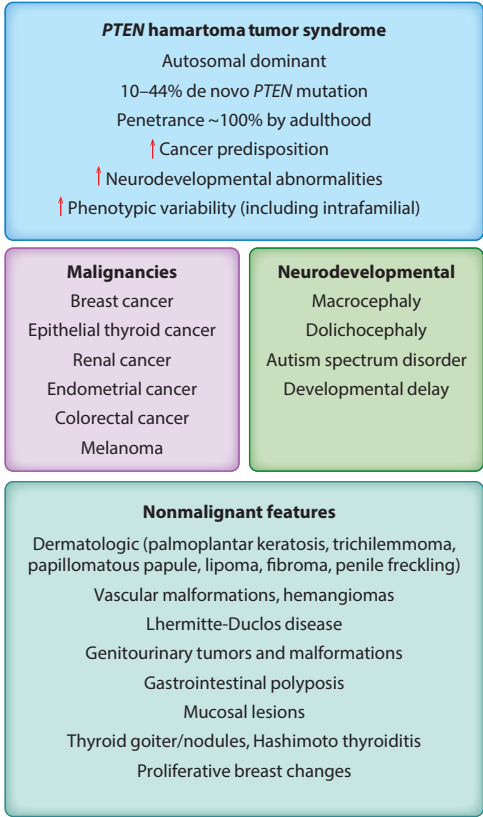 PTEN hamartoma tumor syndrome
Autosomal dominant
10–44% de novo PTEN mutation
Penetrance ~100% by adulthood
↑ Cancer predisposition
↑ Neurodevelopmental abnormalities
↑ Phenotypic variability (including intrafamilial)
Malignancies
Breast cancer
Epithelial thyroid cancer
Renal cancer
Endometrial cancer
Colorectal cancer
Melanoma
Neurodevelopmental
Macrocephaly
Dolichocephaly
Autism spectrum disorder
Developmental delay
Nonmalignant features
Dermatologic (palmoplantar keratosis, trichilemmoma,
papillomatous papule, lipoma, fibroma, penile freckling)
Vascular malformations, hemangiomas
Lhermitte-Duclos disease
Genitourinary tumors and malformations
Gastrointestinal polyposis
Mucosal lesions
Thyroid goiter/nodules, Hashimoto thyroiditis
Proliferative breast changes